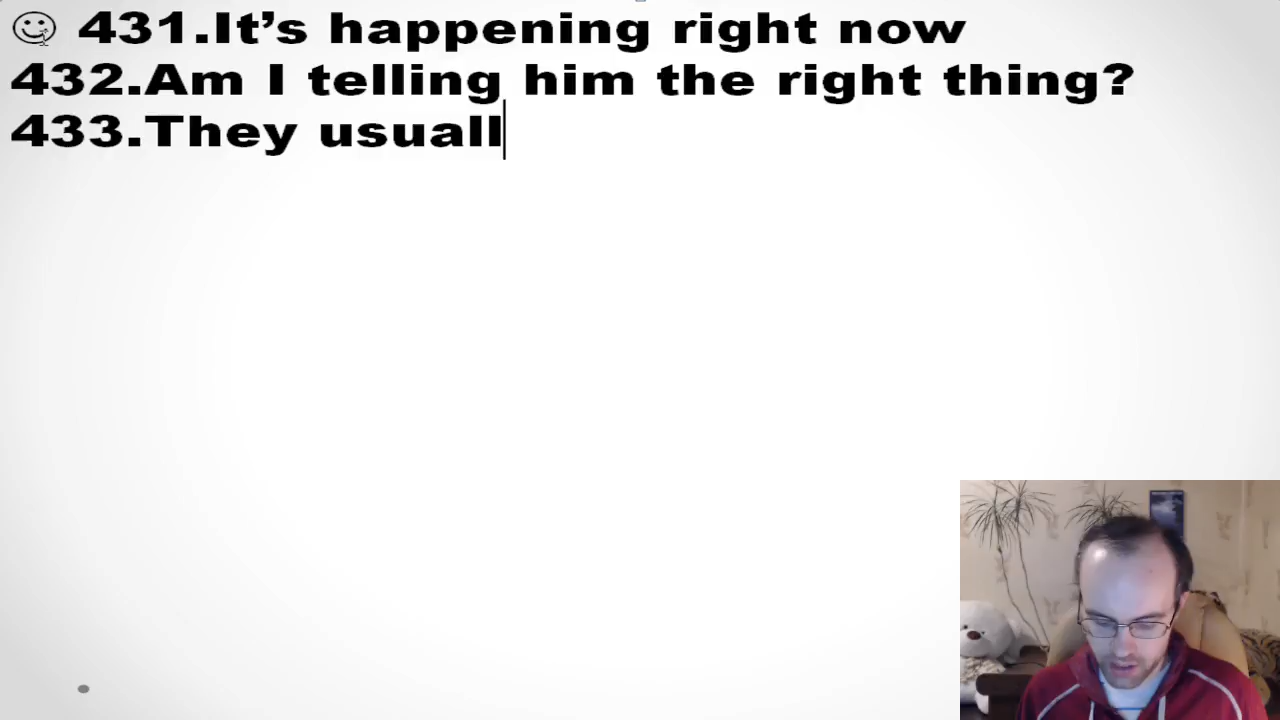 ☺ 431.It’s happening right now
432.Am I telling him the right thing?
433.They usuall